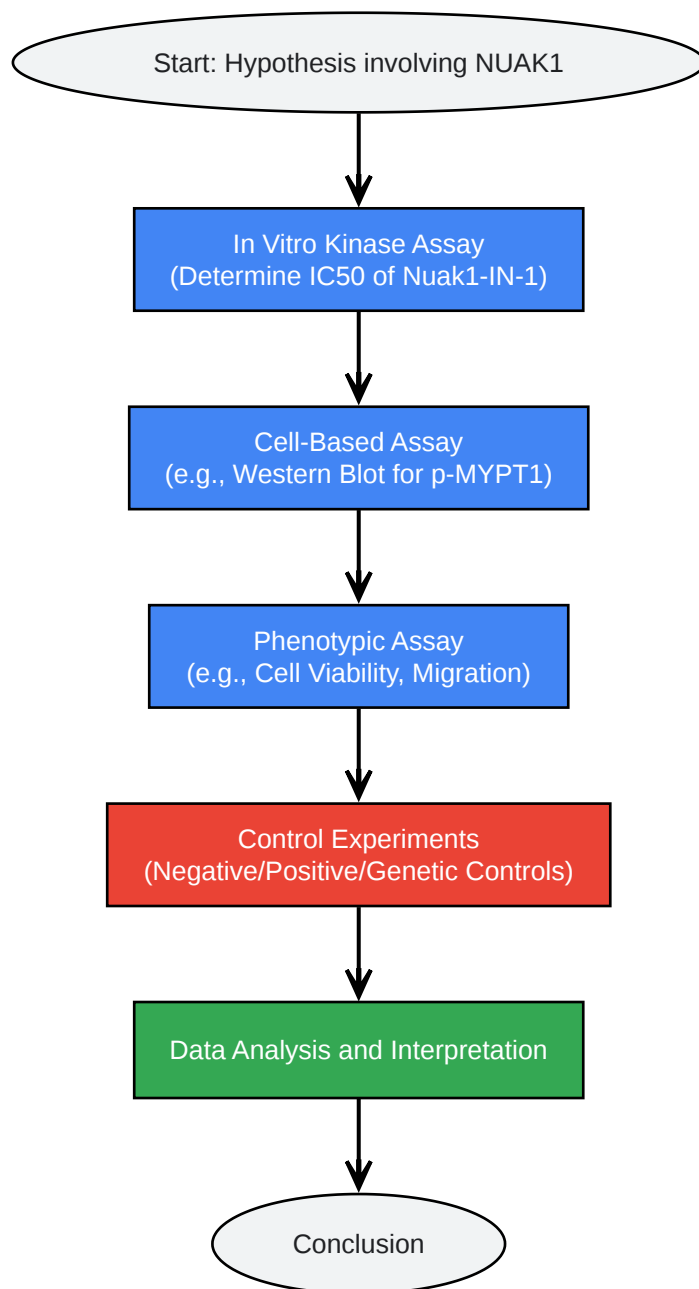 Start: Hypothesis involving NUAK1
In Vitro Kinase Assay
(Determine IC50 of Nuak1-IN-1)
Cell-Based Assay
(e.g., Western Blot for p-MYPT1)
Phenotypic Assay
(e.g., Cell Viability, Migration)
Control Experiments
(Negative/Positive/Genetic Controls)
Data Analysis and Interpretation
Conclusion